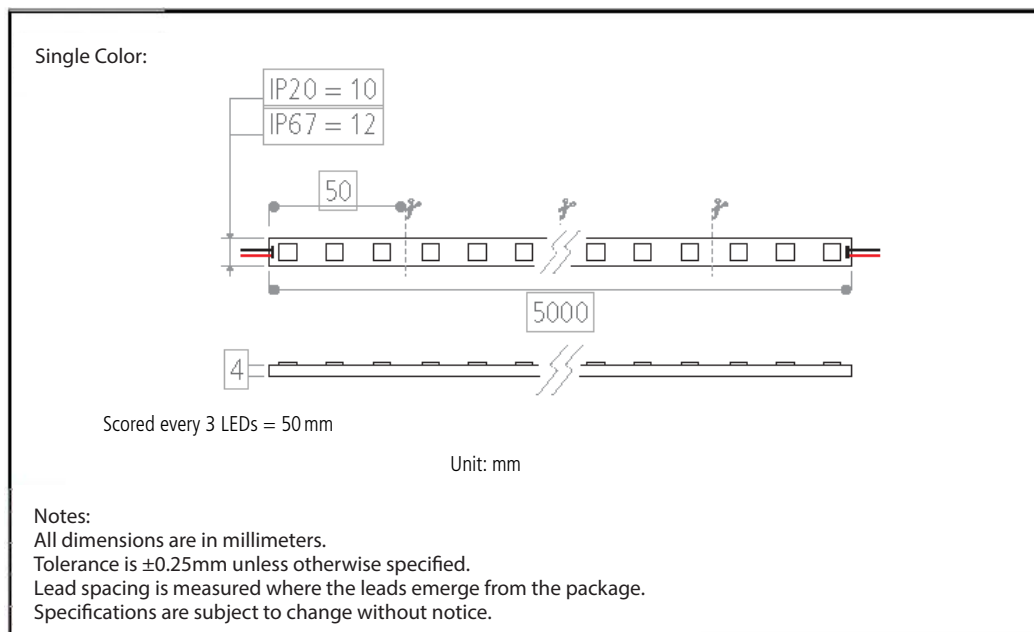 Single Color:
IP20 = 10
IP67 = 12
50
5000
4
Scored every 3 LEDs = 50 mm
Unit: mm
Notes:
All dimensions are in millimeters.
Tolerance is ±0.25mm unless otherwise specified.
Lead spacing is measured where the leads emerge from the package.
Specifications are subject to change without notice.